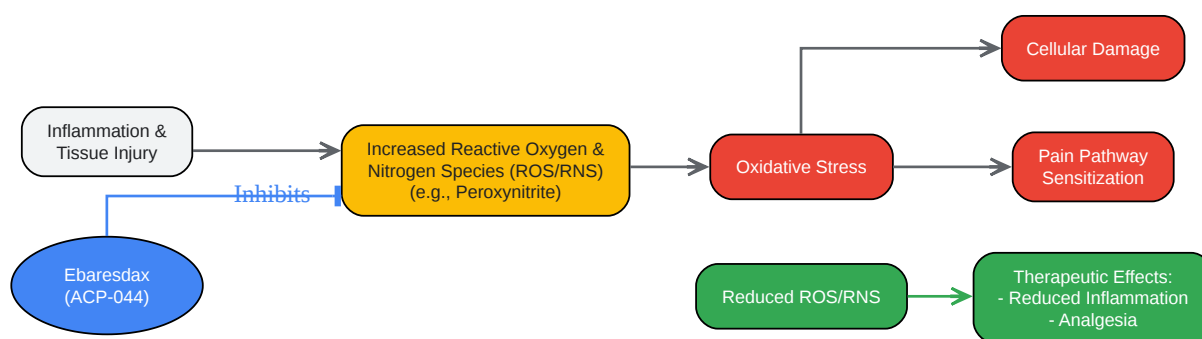 Cellular Damage
Inflammation &
Tissue Injury
Increased Reactive Oxygen &
Nitrogen Species (ROS/RNS)
(e.g., Peroxynitrite)
Oxidative Stress
Pain Pathway
Sensitization
Inhibits
Ebaresdax
(ACP-044)
Reduced ROS/RNS
Therapeutic Effects:
- Reduced Inflammation
- Analgesia